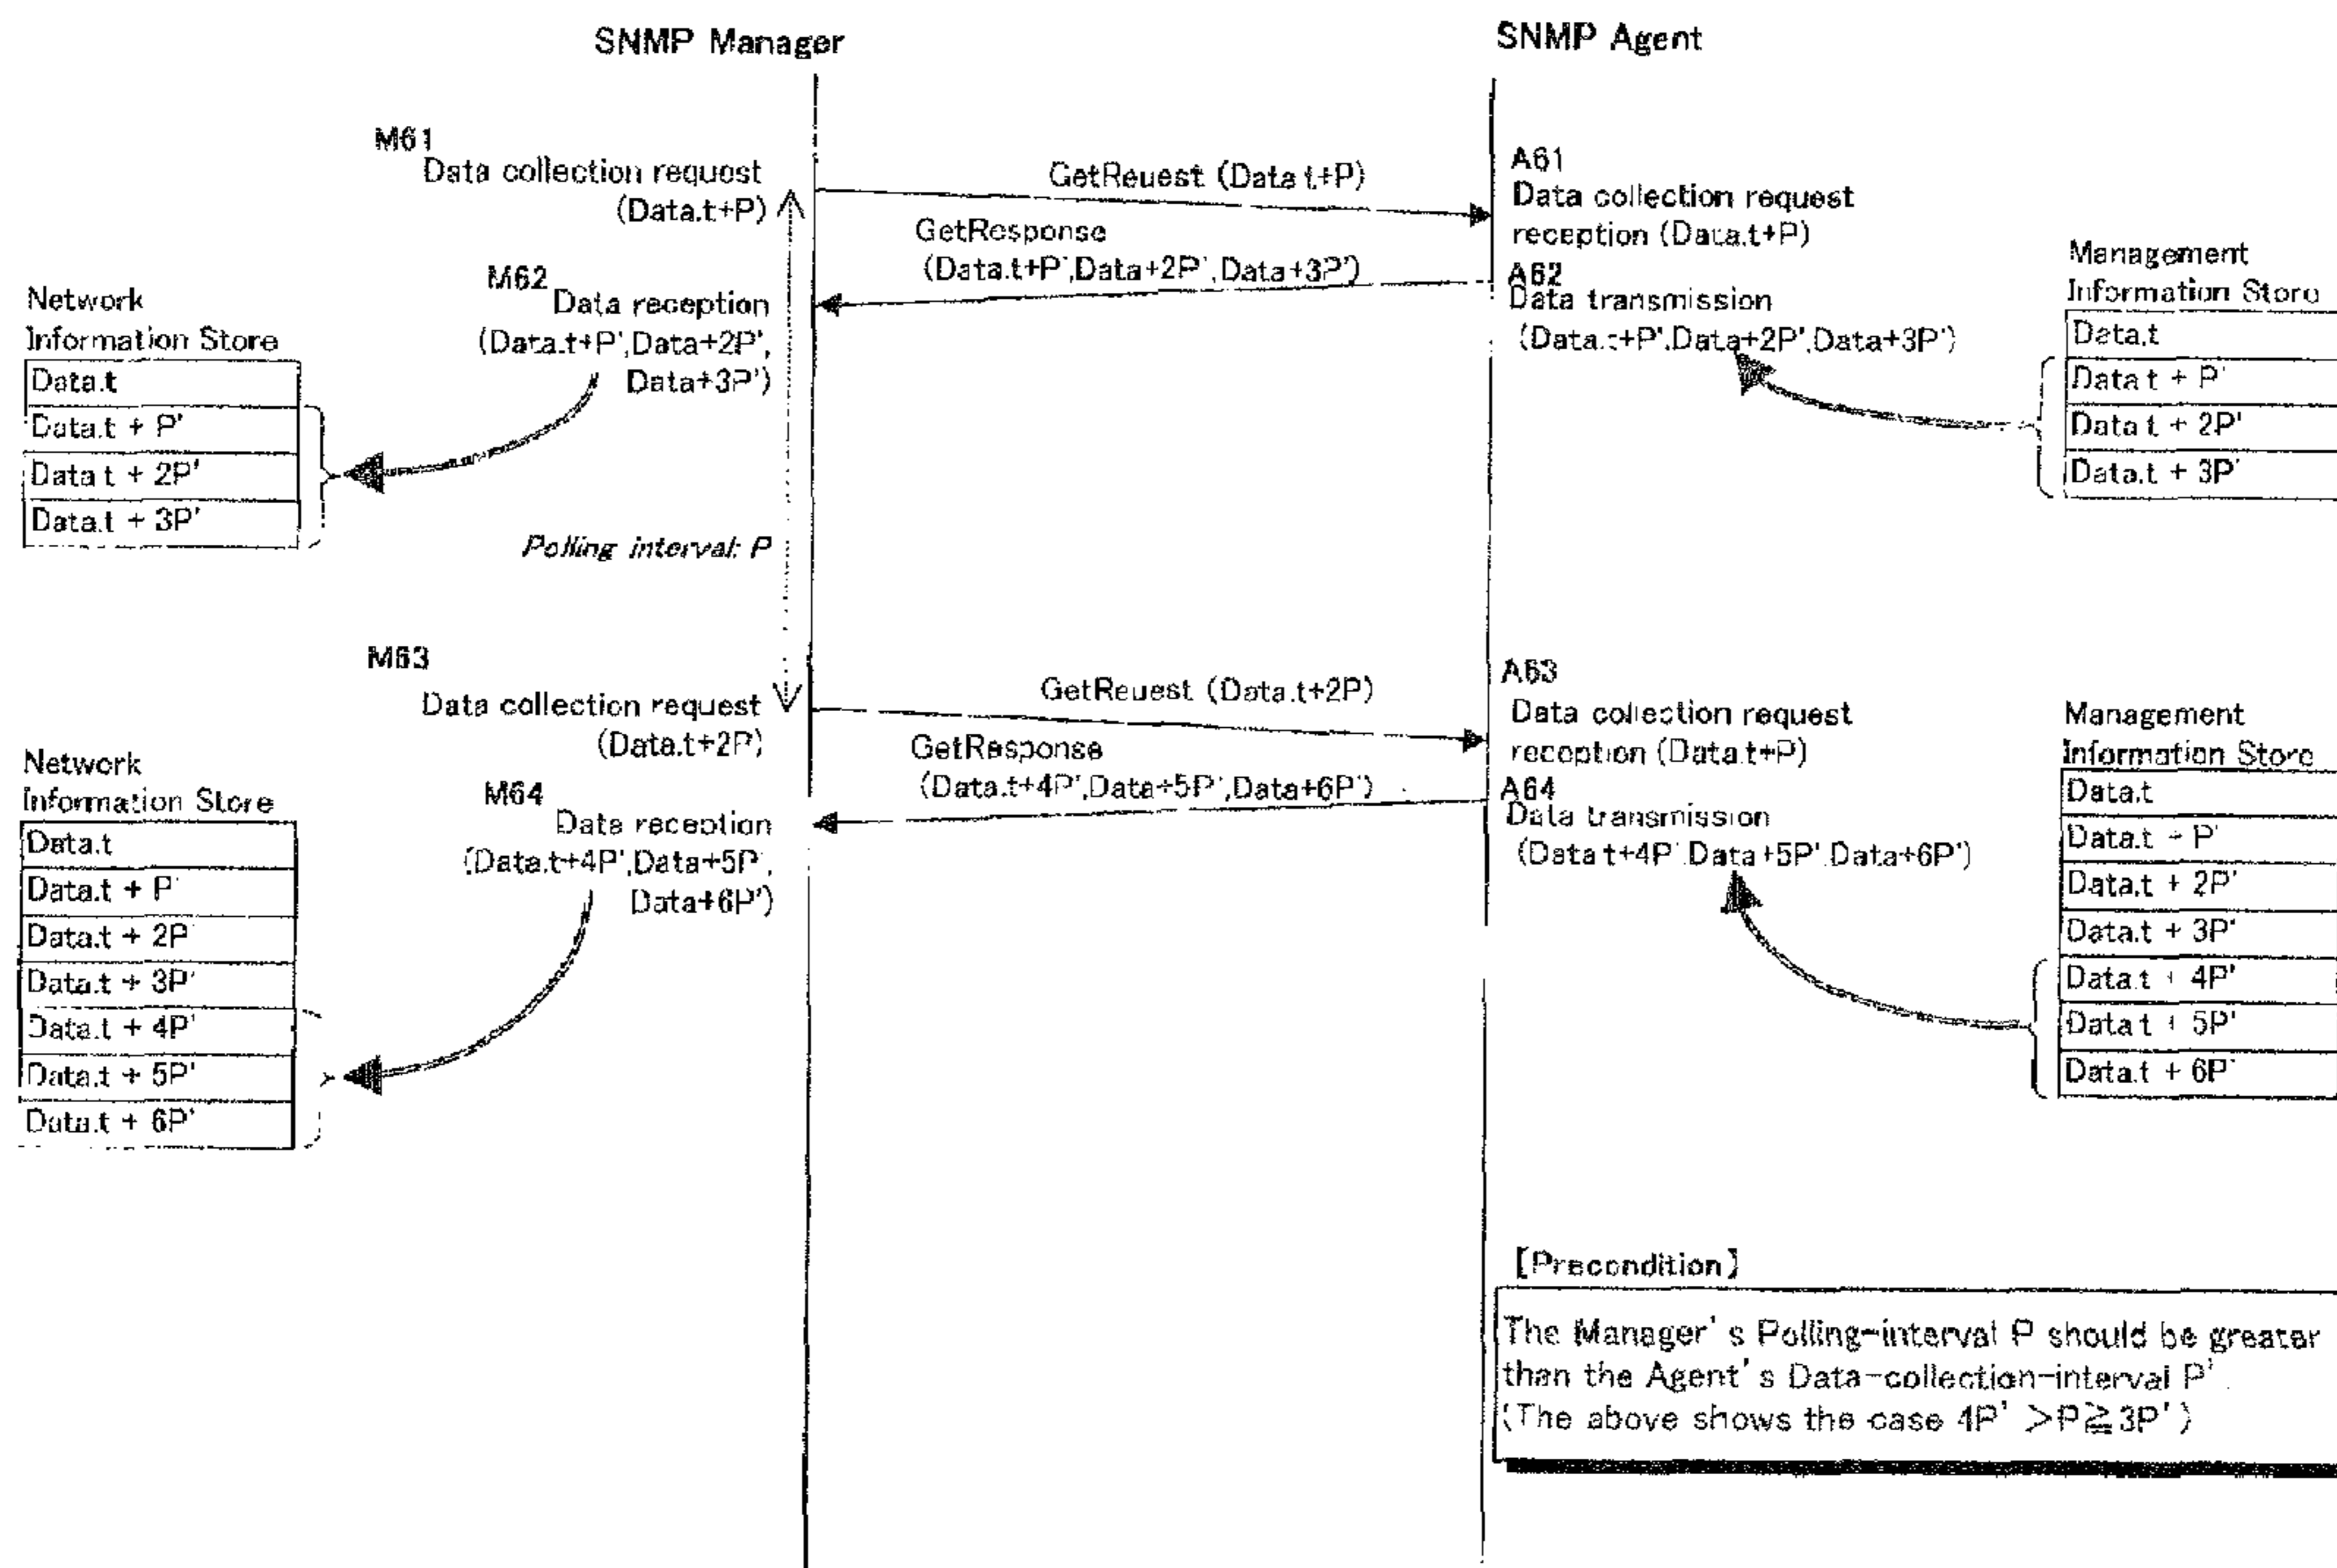 SNMP Manager
SNMP Agent
M61
Data collection request
(Data.t+P)
GetReuest (Data t+P)
A61
Data collection request
reception (Data.t+P)
GetResponse
(Data.t+P',Data+2P',Data+3P')
M62
Data reception
(Data.t+P',Data+2P',
Data+3P')
A62
Data transmission
(Data.t+P',Data+2P',Data+3P')
Management
Information Store
Data.t
Data t + P'
Data t + 2P'
Data.t + 3P'
Network
Information Store
Data.t
Data.t + P'
Data t + 2P'
Data.t + 3P'
Polling interval: P
M63
Data collection request
(Data.t+2P)
GetReuest (Data.t+2P)
A63
Data collection request
reception (Data.t+P)
GetResponse
(Data.t+4P',Data+5P',Data+6P')
M64
Data reception
(Data.t+4P',Data+5P',
Data+6P')
A64
Data transmission
(Data t+4P',Data+5P',Data+6P')
Management
Information Store
Data.t
Data.t + P'
Data.t + 2P'
Data.t + 3P'
Data.t + 4P'
Data t + 5P'
Data.t + 6P'
Network
Information Store
Data.t
Data.t + P'
Data.t + 2P'
Data.t + 3P'
Data.t + 4P'
Data.t + 5P'
Data.t + 6P'
【Precondition】
The Manager's Polling-interval P should be greater
than the Agent's Data-collection-interval P'.
(The above shows the case 4P' >P≧3P')